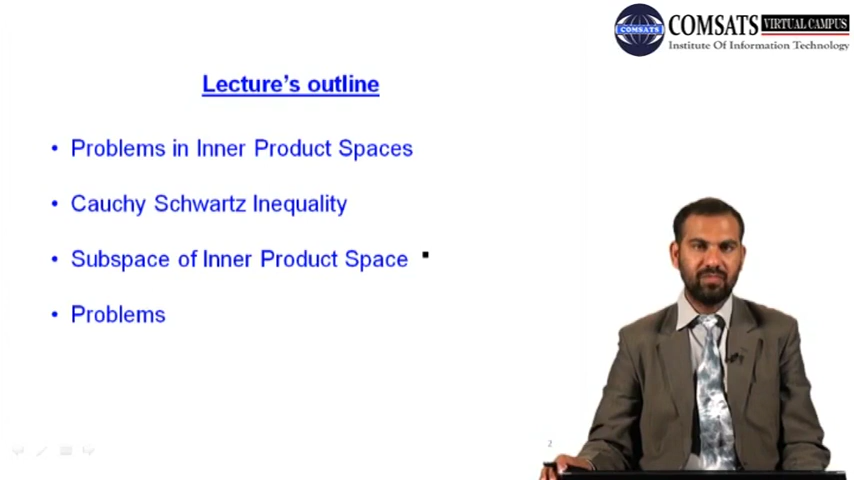 COMSATS VIRTUAL CAMPUS
Institute Of Information Technology
COMSATS
Lecture's outline
• Problems in Inner Product Spaces
• Cauchy Schwartz Inequality
• Subspace of Inner Product Space
• Problems
2